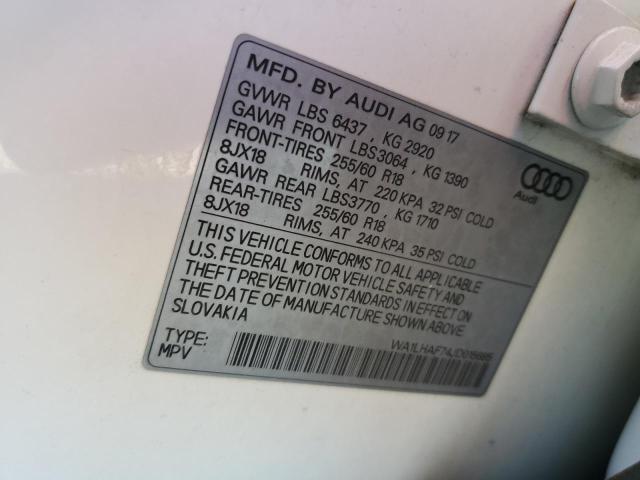 MFD. BY AUDI AG 09 17
GVWR LBS 6437 , KG 2920
GAWR FRONT LBS3064 , KG 1390
FRONT-TIRES 255/60 R18
8JX18 RIMS, AT 220 KPA 32 PSI COLD
GAWR REAR LBS3770 , KG 1710
REAR-TIRES 255/60 R18
8JX18 RIMS, AT 240 KPA 35 PSI COLD
THIS VEHICLE CONFORMS TO ALL APPLICABLE
U.S. FEDERAL MOTOR VEHICLE SAFETY AND
THEFT PREVENTION STANDARDS IN EFFECT ON
THE DATE OF MANUFACTURE SHOWN ABOVE.
SLOVAKIA
TYPE:
MPV
WA1LHAF74JD015685
Audi